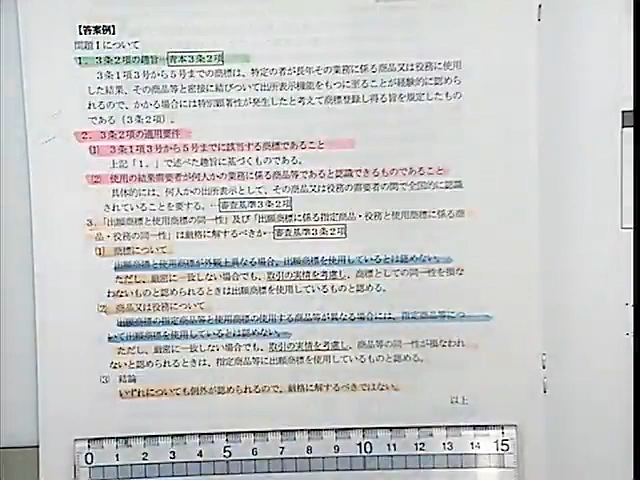 【答案例】
問題Ⅰについて
1．3条2項の趣旨…青本3条2項
3条1項3号から5号までの商標は、特定の者が長年その業務に係る商品又は役務に使用
した結果、その商品等と密接に結びついて出所表示機能をもつに至ることが経験的に認めら
れるので、かかる場合には特別顕著性が発生したと考えて商標登録し得る旨を規定したもの
である（3条2項）。
2．3条2項の適用要件
(1) 3条1項3号から5号までに該当する商標であること
上記「1．」で述べた趣旨に基づくものである。
(2) 使用の結果需要者が何人かの業務に係る商品等であると認識できるものであること
具体的には、何人かの出所表示として、その商品又は役務の需要者の間で全国的に認識
されていることを要する。…審査基準3条2項
3．「出願商標と使用商標の同一性」及び「出願商標に係る指定商品・役務と使用商標に係る商
品・役務の同一性」は厳格に解するべきか…審査基準3条2項
(1) 商標について
出願商標と使用商標が外観上異なる場合、出願商標を使用しているとは認めない。
ただし、厳密に一致しない場合でも、取引の実情を考慮し、商標としての同一性を損な
わないものと認められるときは出願商標を使用しているものと認める。
(2) 商品又は役務について
出願商標の指定商品等と使用商標の使用する商品等が異なる場合には、指定商品等につ
いて出願商標を使用しているとは認めない。
ただし、厳密に一致しない場合でも、取引の実情を考慮し、商品等の同一性が損なわれ
ないと認められるときは、指定商品等に出願商標を使用しているものと認める。
(3) 結論
いずれについても例外が認められるので、厳格に解するべきではない。
以上
0 1 2 3 4 5 6 7 8 9 10 11 12 13 14 15